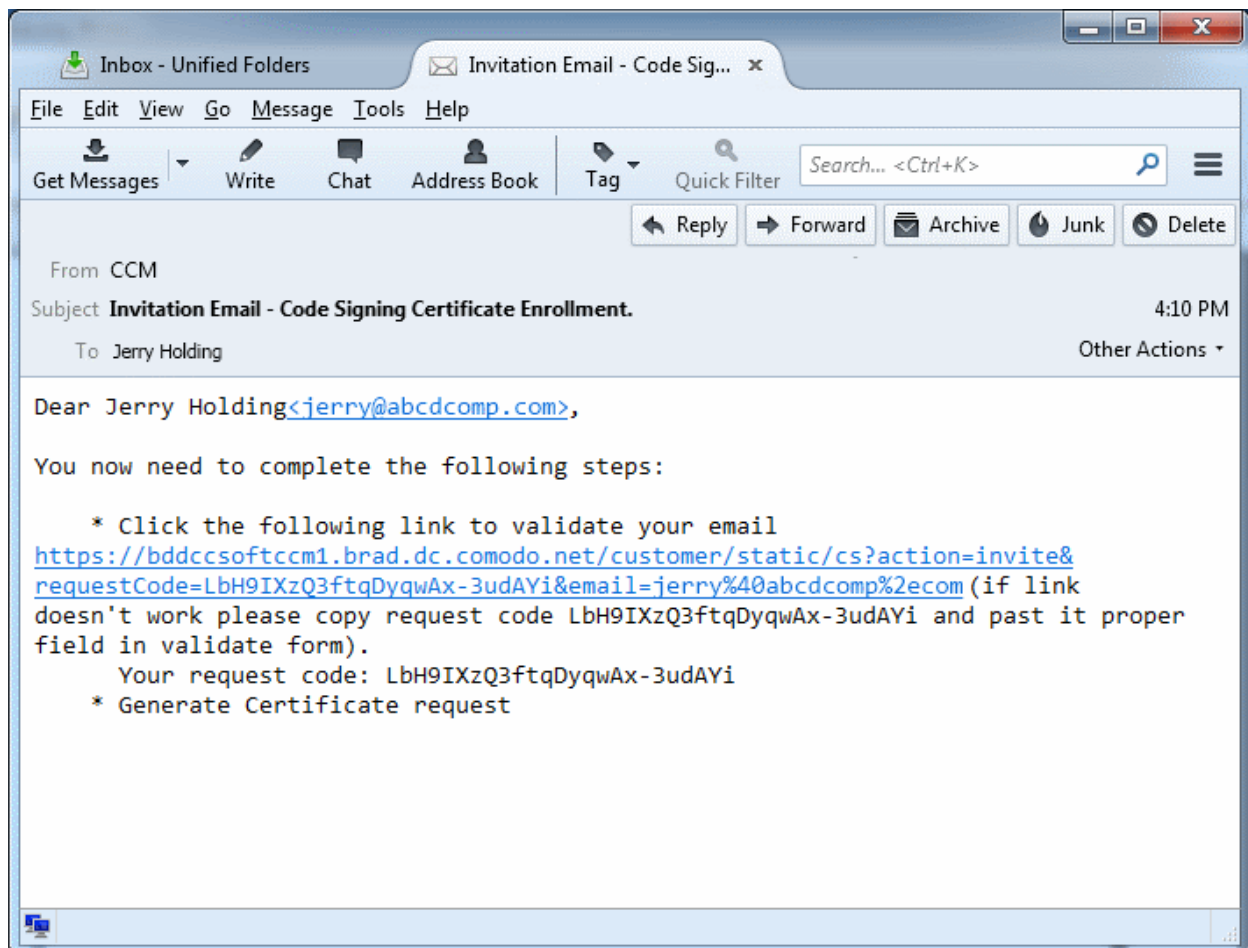 Inbox - Unified Folders
Invitation Email - Code Sig...
File Edit View Go Message Tools Help
Get Messages Write Chat Address Book Tag Quick Filter Search... <Ctrl+K>
Reply Forward Archive Junk Delete
From CCM
Subject Invitation Email - Code Signing Certificate Enrollment. 4:10 PM
To Jerry Holding Other Actions
Dear Jerry Holding<jerry@abcdcomp.com>,
You now need to complete the following steps:
* Click the following link to validate your email
https://bddccsoftccm1.brad.dc.comodo.net/customer/static/cs?action=invite&
requestCode=LbH9IXzQ3ftqDyqwAx-3udAYi&email=jerry%40abcdcomp%2ecom (if link
doesn't work please copy request code LbH9IXzQ3ftqDyqwAx-3udAYi and past it proper
field in validate form).
Your request code: LbH9IXzQ3ftqDyqwAx-3udAYi
* Generate Certificate request